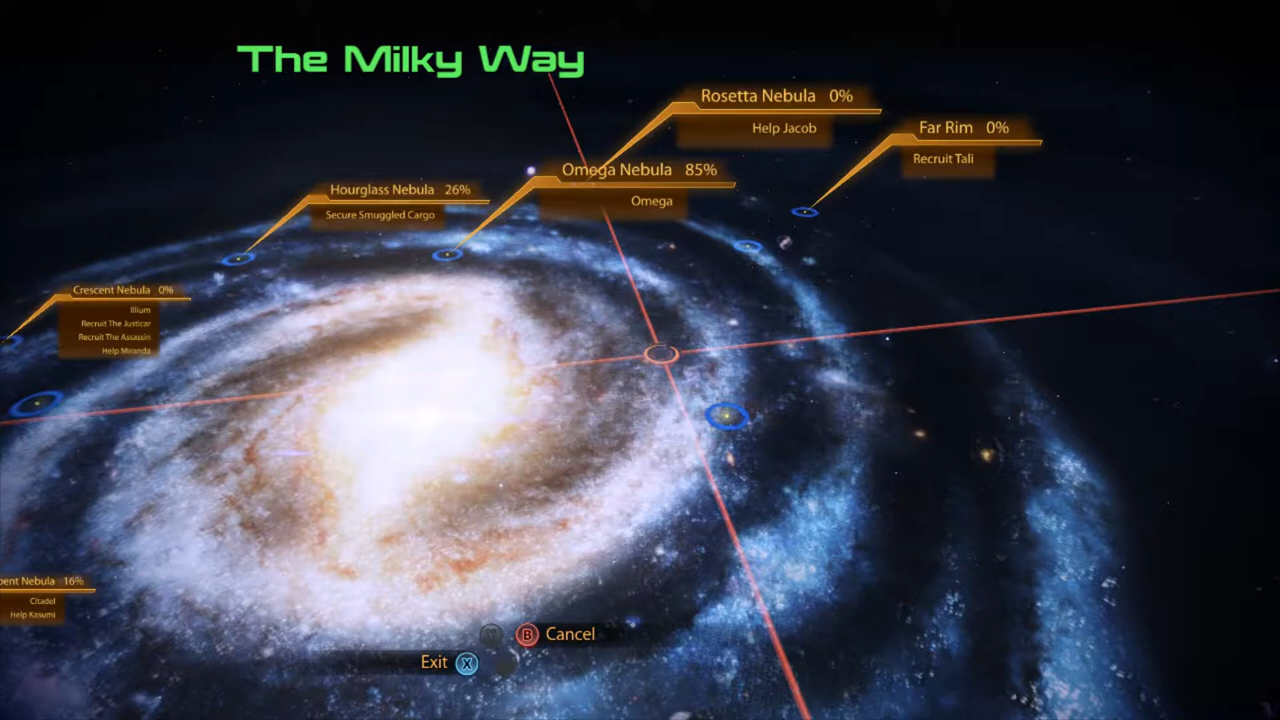 The Milky Way
Rosetta Nebula 0%
Help Jacob
Far Rim 0%
Recruit Tali
Omega Nebula 85%
Omega
Hourglass Nebula 26%
Secure Smuggled Cargo
Crescent Nebula 0%
Illium
Recruit The Justicar
Recruit The Assassin
Help Miranda
pent Nebula 16%
Citadel
Help Kasumi
B Cancel
Exit X